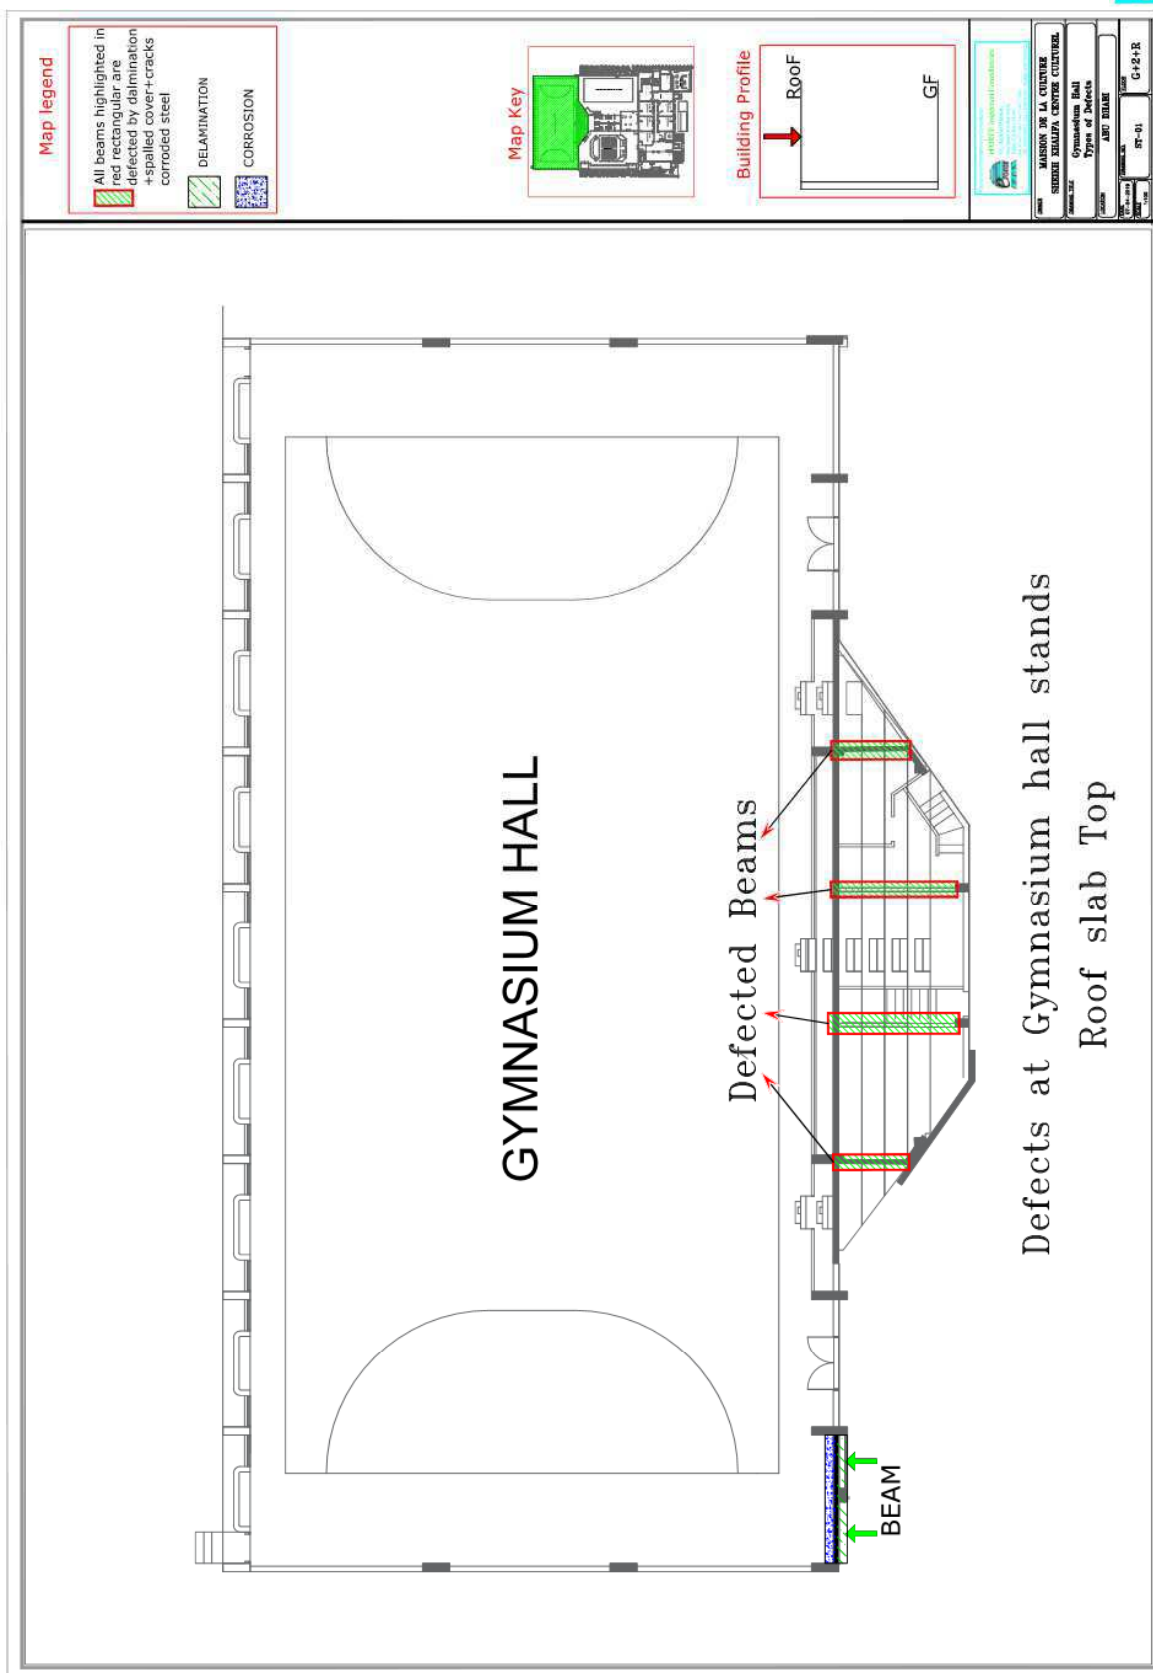 Map legend
All beams highlighted in
red rectangular are
defected by dalmination
+spalled cover+cracks
corroded steel
DELAMINATION
CORROSION
Map Key
Building Profile
RooF
GF
MAISION DE LA CULTURE
SHEIKH KHALIFA CENTRE CULTUREL
Gymnasium Hall
Types of Defects
ABU DHABI
ST-01
G+2+R
GYMNASIUM HALL
Defected Beams
BEAM
Defects at Gymnasium hall stands
Roof slab Top